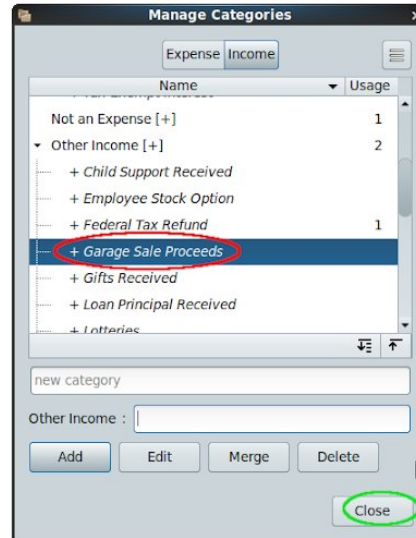 Manage Categories
Expense Income
Name Usage
Not an Expense [+] 1
Other Income [+] 2
+ Child Support Received
+ Employee Stock Option
+ Federal Tax Refund 1
+ Garage Sale Proceeds
+ Gifts Received
+ Loan Principal Received
+ Lotteries
new category
Other Income :
Add Edit Merge Delete
Close